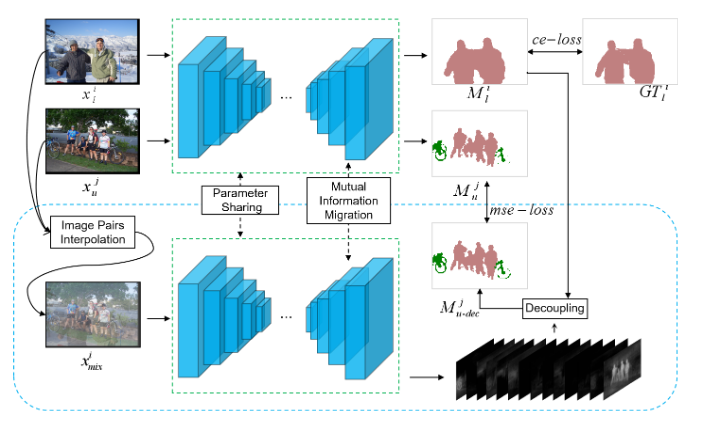 x_l^i
M_l^i
ce-loss
GT_l^i
x_u^j
M_u^j
Parameter
Sharing
Mutual
Information
Migration
mse-loss
Image Pairs
Interpolation
...
...
M_{u-dec}^j
Decoupling
x_{mix}^j